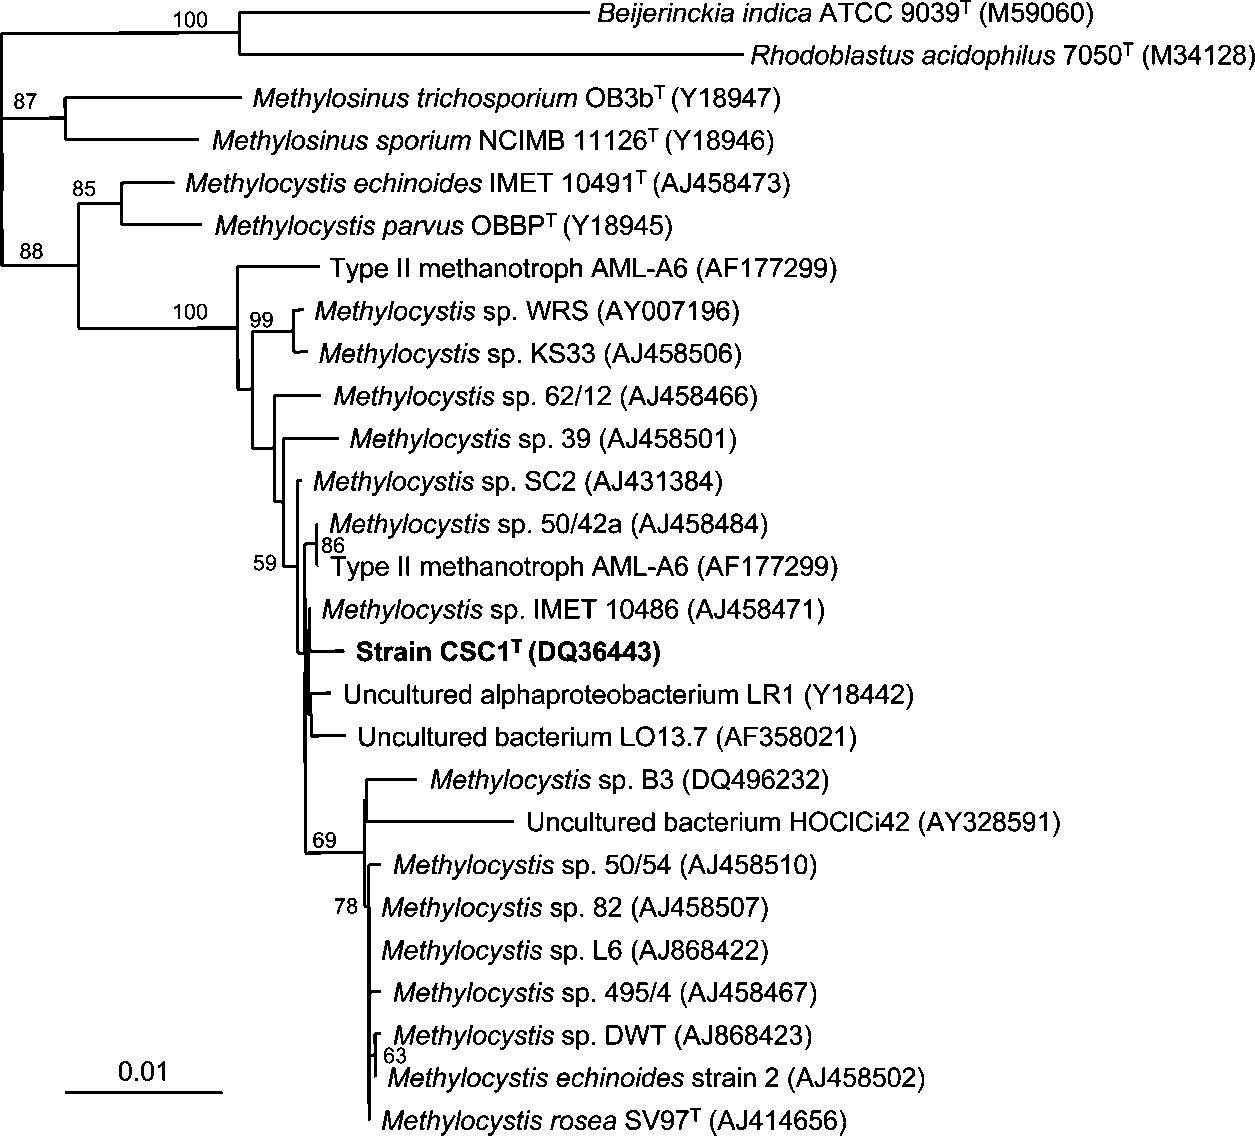 100
Beijerinckia indica ATCC 9039ᵀ (M59060)
Rhodoblastus acidophilus 7050ᵀ (M34128)
87
Methylosinus trichosporium OB3bᵀ (Y18947)
Methylosinus sporium NCIMB 11126ᵀ (Y18946)
85
Methylocystis echinoides IMET 10491ᵀ (AJ458473)
Methylocystis parvus OBBPᵀ (Y18945)
88
Type II methanotroph AML-A6 (AF177299)
100
99
Methylocystis sp. WRS (AY007196)
Methylocystis sp. KS33 (AJ458506)
Methylocystis sp. 62/12 (AJ458466)
Methylocystis sp. 39 (AJ458501)
Methylocystis sp. SC2 (AJ431384)
Methylocystis sp. 50/42a (AJ458484)
86
59
Type II methanotroph AML-A6 (AF177299)
Methylocystis sp. IMET 10486 (AJ458471)
Strain CSC1ᵀ (DQ36443)
Uncultured alphaproteobacterium LR1 (Y18442)
Uncultured bacterium LO13.7 (AF358021)
Methylocystis sp. B3 (DQ496232)
Uncultured bacterium HOClCi42 (AY328591)
69
Methylocystis sp. 50/54 (AJ458510)
78
Methylocystis sp. 82 (AJ458507)
Methylocystis sp. L6 (AJ868422)
Methylocystis sp. 495/4 (AJ458467)
Methylocystis sp. DWT (AJ868423)
63
Methylocystis echinoides strain 2 (AJ458502)
0.01
Methylocystis rosea SV97ᵀ (AJ414656)